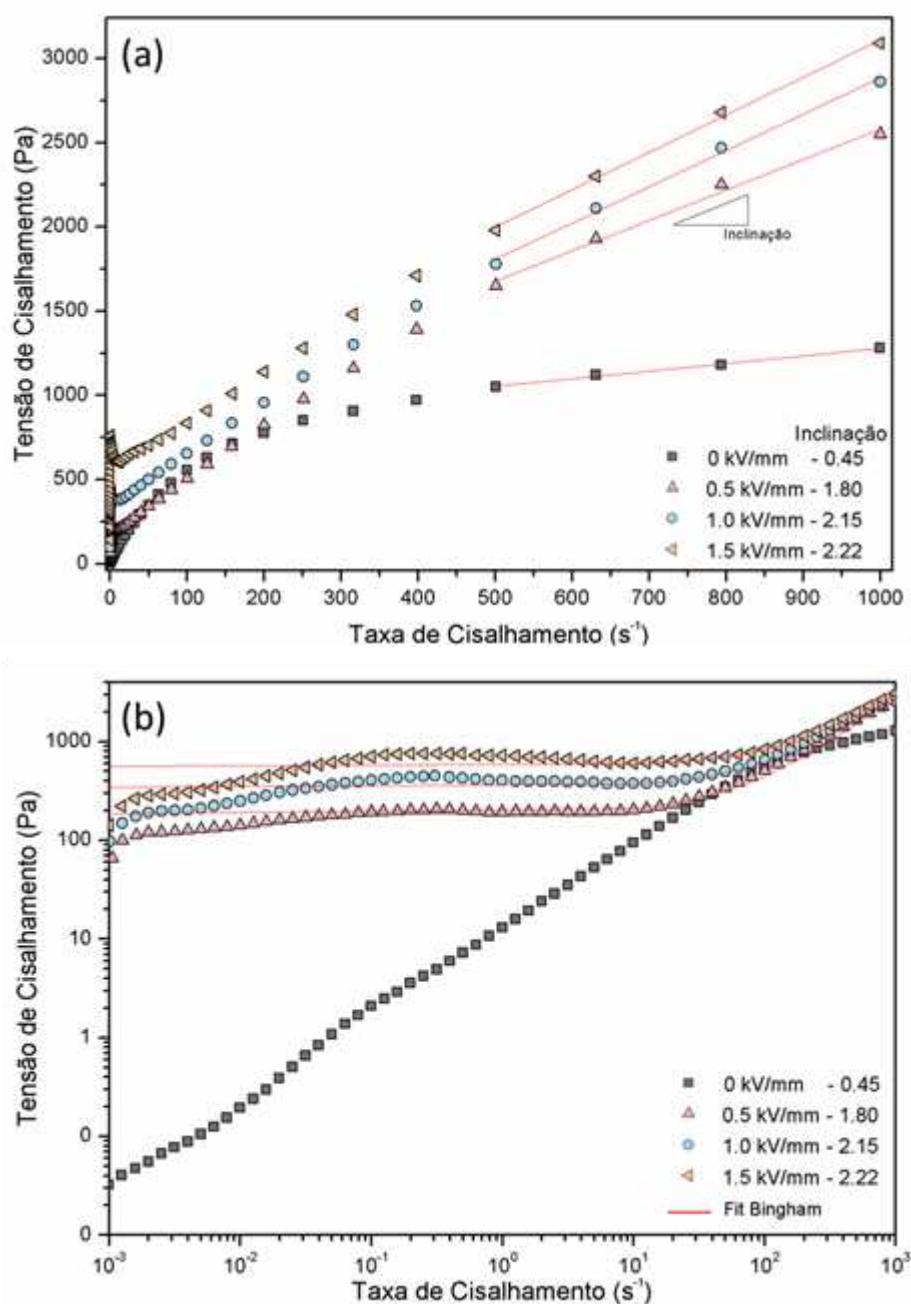 (a)
Tensão de Cisalhamento (Pa)
3000
2500
2000
1500
1000
500
0
Inclinação
Inclinação
0 kV/mm - 0.45
0.5 kV/mm - 1.80
1.0 kV/mm - 2.15
1.5 kV/mm - 2.22
0 100 200 300 400 500 600 700 800 900 1000
Taxa de Cisalhamento (s⁻¹)
(b)
Tensão de Cisalhamento (Pa)
1000
100
10
1
0
0
0 kV/mm - 0.45
0.5 kV/mm - 1.80
1.0 kV/mm - 2.15
1.5 kV/mm - 2.22
Fit Bingham
10⁻³ 10⁻² 10⁻¹ 10⁰ 10¹ 10² 10³
Taxa de Cisalhamento (s⁻¹)